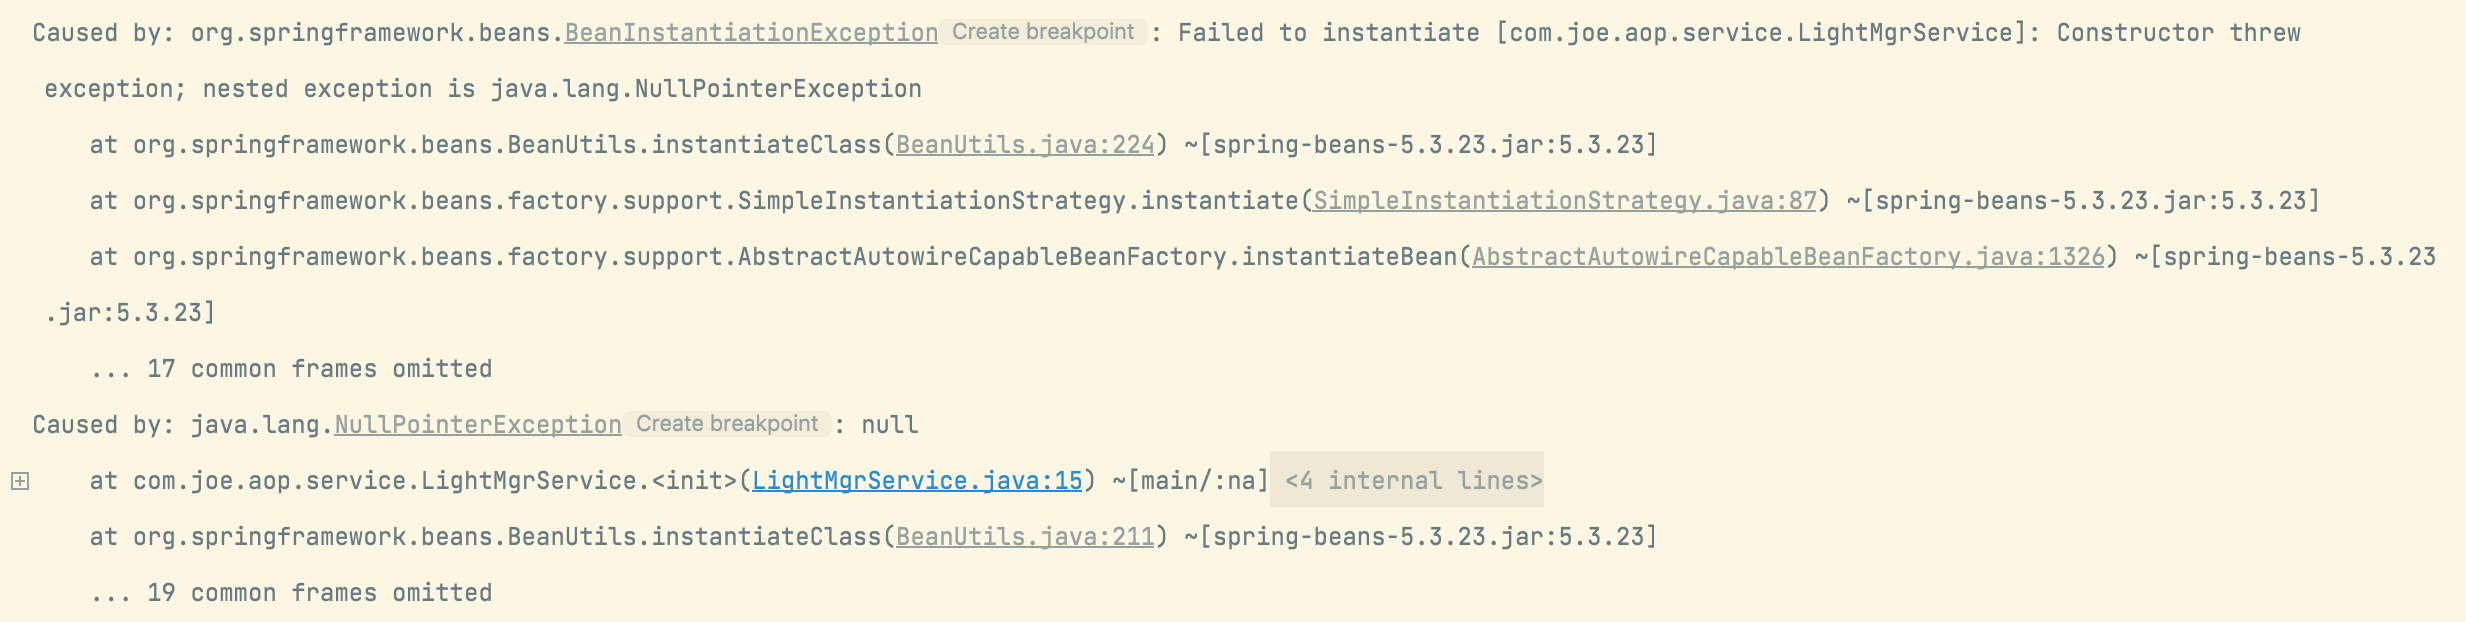 Caused by: org.springframework.beans.BeanInstantiationException Create breakpoint : Failed to instantiate [com.joe.aop.service.LightMgrService]: Constructor threw
exception; nested exception is java.lang.NullPointerException
at org.springframework.beans.BeanUtils.instantiateClass(BeanUtils.java:224) ~[spring-beans-5.3.23.jar:5.3.23]
at org.springframework.beans.factory.support.SimpleInstantiationStrategy.instantiate(SimpleInstantiationStrategy.java:87) ~[spring-beans-5.3.23.jar:5.3.23]
at org.springframework.beans.factory.support.AbstractAutowireCapableBeanFactory.instantiateBean(AbstractAutowireCapableBeanFactory.java:1326) ~[spring-beans-5.3.23
.jar:5.3.23]
... 17 common frames omitted
Caused by: java.lang.NullPointerException Create breakpoint : null
at com.joe.aop.service.LightMgrService.<init>(LightMgrService.java:15) ~[main/:na] <4 internal lines>
at org.springframework.beans.BeanUtils.instantiateClass(BeanUtils.java:211) ~[spring-beans-5.3.23.jar:5.3.23]
... 19 common frames omitted